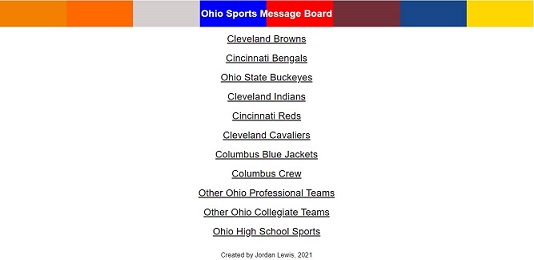 Ohio Sports Message Board
Cleveland Browns
Cincinnati Bengals
Ohio State Buckeyes
Cleveland Indians
Cincinnati Reds
Cleveland Cavaliers
Columbus Blue Jackets
Columbus Crew
Other Ohio Professional Teams
Other Ohio Collegiate Teams
Ohio High School Sports
Created by Jordan Lewis, 2021